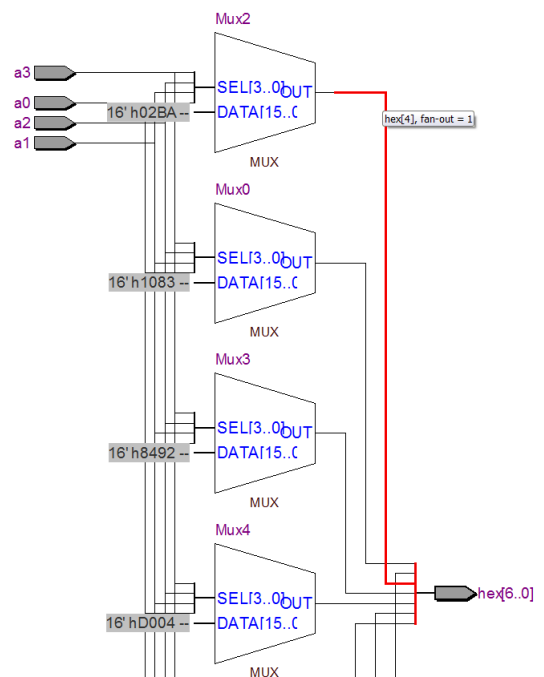 Mux2
a3
a0
a2
a1
SEL[3..0]
OUT
16' h02BA --
DATA[15..0
MUX
hex[4], fan-out = 1
Mux0
SEL[3..0]
OUT
16' h1083 --
DATA[15..0
MUX
Mux3
SEL[3..0]
OUT
16' h8492 --
DATA[15..0
MUX
Mux4
SEL[3..0]
OUT
16' hD004 --
DATA[15..0
MUX
hex[6..0]